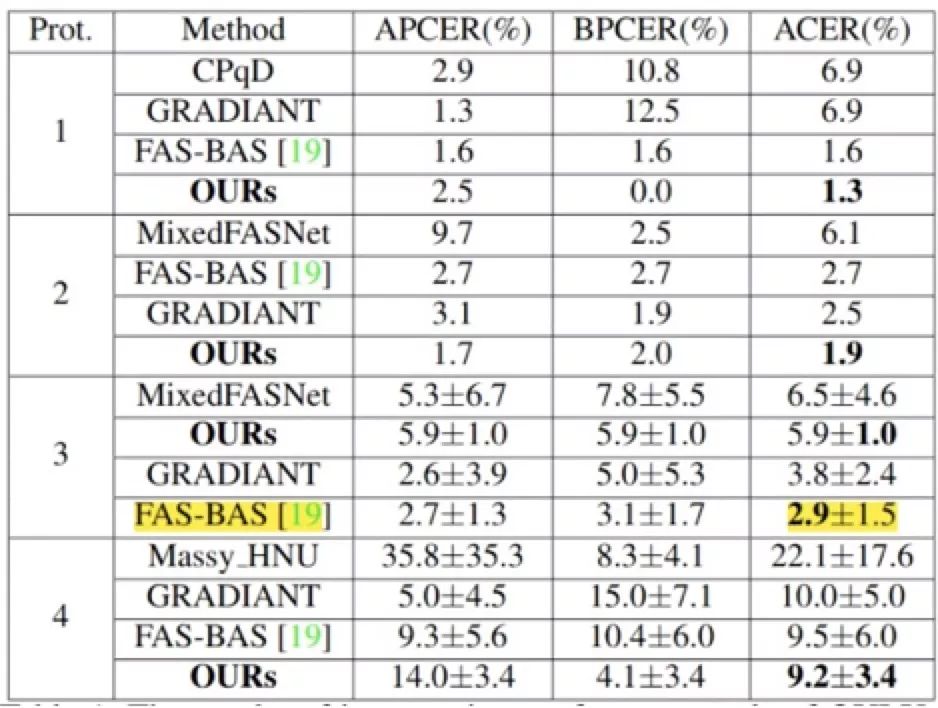 Prot. Method APCER(%) BPCER(%) ACER(%)
1
CPqD 2.9 10.8 6.9
GRADIANT 1.3 12.5 6.9
FAS-BAS [19] 1.6 1.6 1.6
OURs 2.5 0.0 1.3
2
MixedFASNet 9.7 2.5 6.1
FAS-BAS [19] 2.7 2.7 2.7
GRADIANT 3.1 1.9 2.5
OURs 1.7 2.0 1.9
3
MixedFASNet 5.3±6.7 7.8±5.5 6.5±4.6
OURs 5.9±1.0 5.9±1.0 5.9±1.0
GRADIANT 2.6±3.9 5.0±5.3 3.8±2.4
FAS-BAS [19] 2.7±1.3 3.1±1.7 2.9±1.5
4
Massy_HNU 35.8±35.3 8.3±4.1 22.1±17.6
GRADIANT 5.0±4.5 15.0±7.1 10.0±5.0
FAS-BAS [19] 9.3±5.6 10.4±6.0 9.5±6.0
OURs 14.0±3.4 4.1±3.4 9.2±3.4